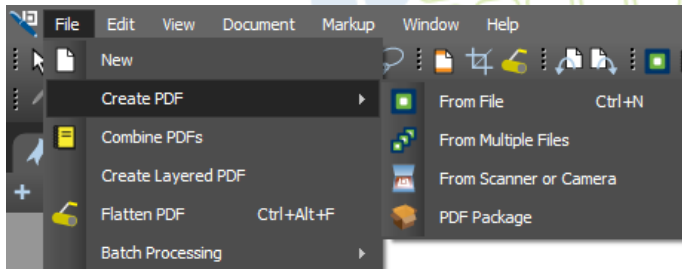 File Edit View Document Markup Window Help
New
Create PDF
Combine PDFs
Create Layered PDF
Flatten PDF Ctrl+Alt+F
Batch Processing
From File Ctrl+N
From Multiple Files
From Scanner or Camera
PDF Package